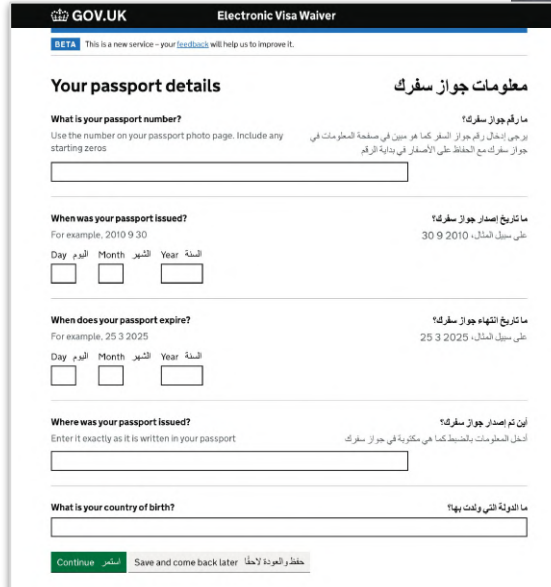 GOV.UK Electronic Visa Waiver
BETA This is a new service – your feedback will help us to improve it.
Your passport details
معلومات جواز سفرك
What is your passport number?
ما رقم جواز سفرك؟
Use the number on your passport photo page. Include any
starting zeros
يرجى إدخال رقم جواز السفر كما هو مبين في صفحة المعلومات في
جواز سفرك مع الحفاظ على الأصفار في بداية الرقم
When was your passport issued?
ما تاريخ إصدار جواز سفرك؟
For example, 2010 9 30
على سبيل المثال، 2010 9 30
Day اليوم Month الشهر Year السنة
When does your passport expire?
ما تاريخ انتهاء جواز سفرك؟
For example, 25 3 2025
على سبيل المثال، 2025 3 25
Day اليوم Month الشهر Year السنة
Where was your passport issued?
أين تم إصدار جواز سفرك؟
Enter it exactly as it is written in your passport
أدخل المعلومات بالضبط كما هي مكتوبة في جواز سفرك
What is your country of birth?
ما الدولة التي ولدت بها؟
Continue استمر Save and come back later حفظ والعودة لاحقًا